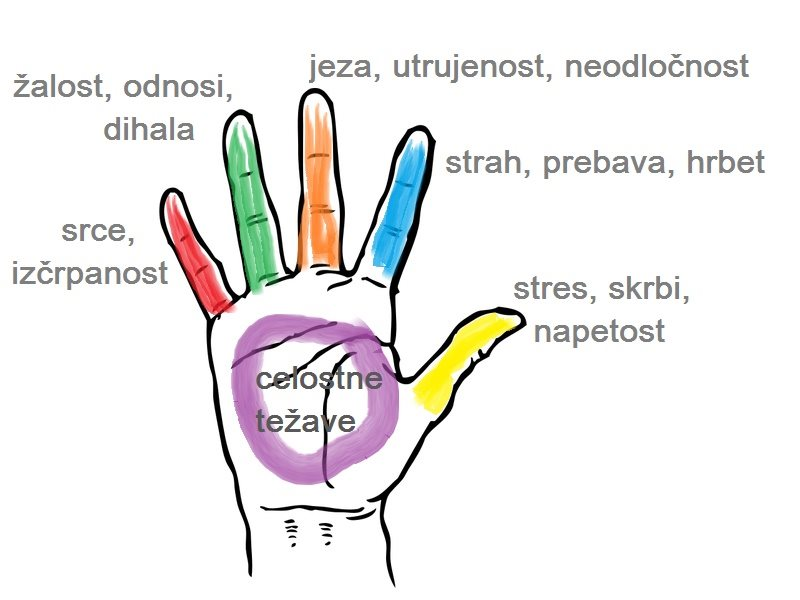 jeza, utrujenost, neodločnost
žalost, odnosi,
dihala
strah, prebava, hrbet
srce,
izčrpanost
stres, skrbi,
napetost
celostne
težave